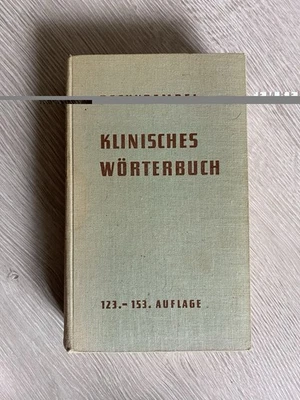 KLINISCHES
WÖRTERBUCH
123.–153. AUFLAGE